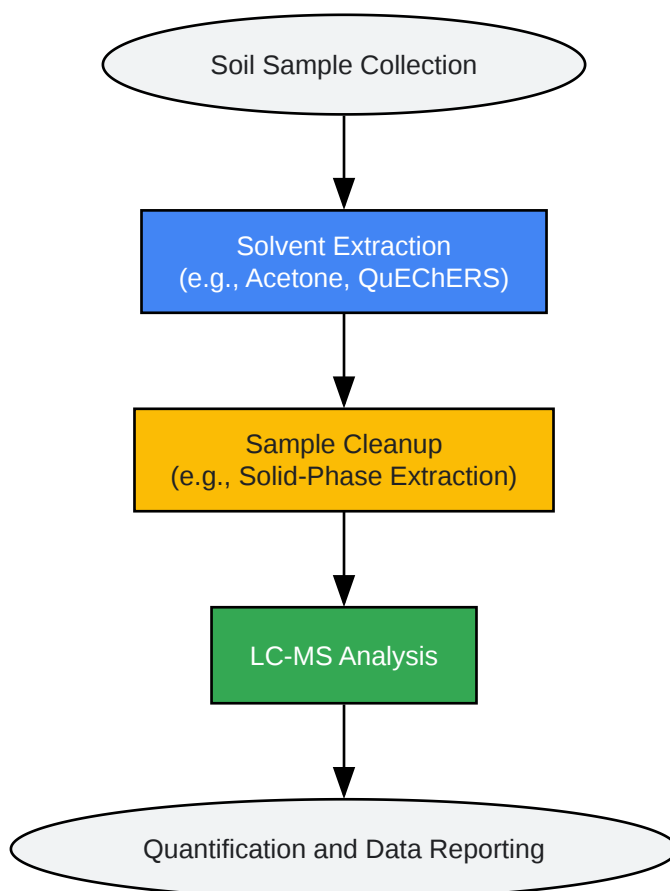 Soil Sample Collection
Solvent Extraction
(e.g., Acetone, QuEChERS)
Sample Cleanup
(e.g., Solid-Phase Extraction)
LC-MS Analysis
Quantification and Data Reporting